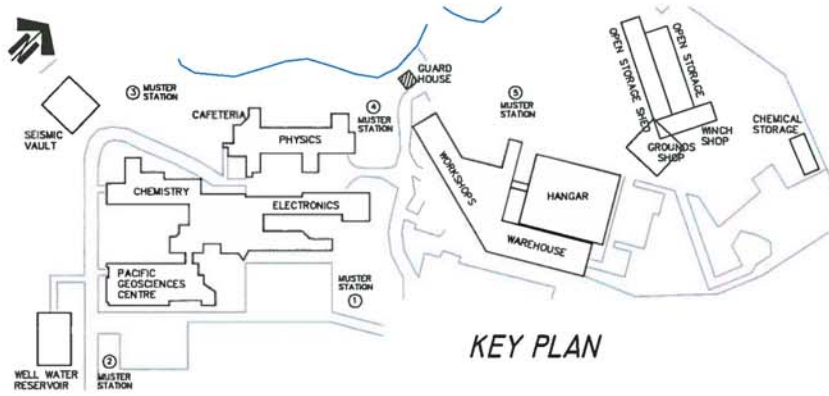 3 MUSTER
STATION
SEISMIC
VAULT
CAFETERIA
PHYSICS
4
MUSTER
STATION
GUARD
HOUSE
5
MUSTER
STATION
OPEN STORAGE SHED
OPEN STORAGE
WINCH
SHOP
GROUNDS
SHOP
CHEMICAL
STORAGE
CHEMISTRY
ELECTRONICS
WORKSHOPS
HANGAR
WAREHOUSE
PACIFIC
GEOSCIENCES
CENTRE
MUSTER
STATION
1
WELL WATER
RESERVOIR
2
MUSTER
STATION
KEY PLAN